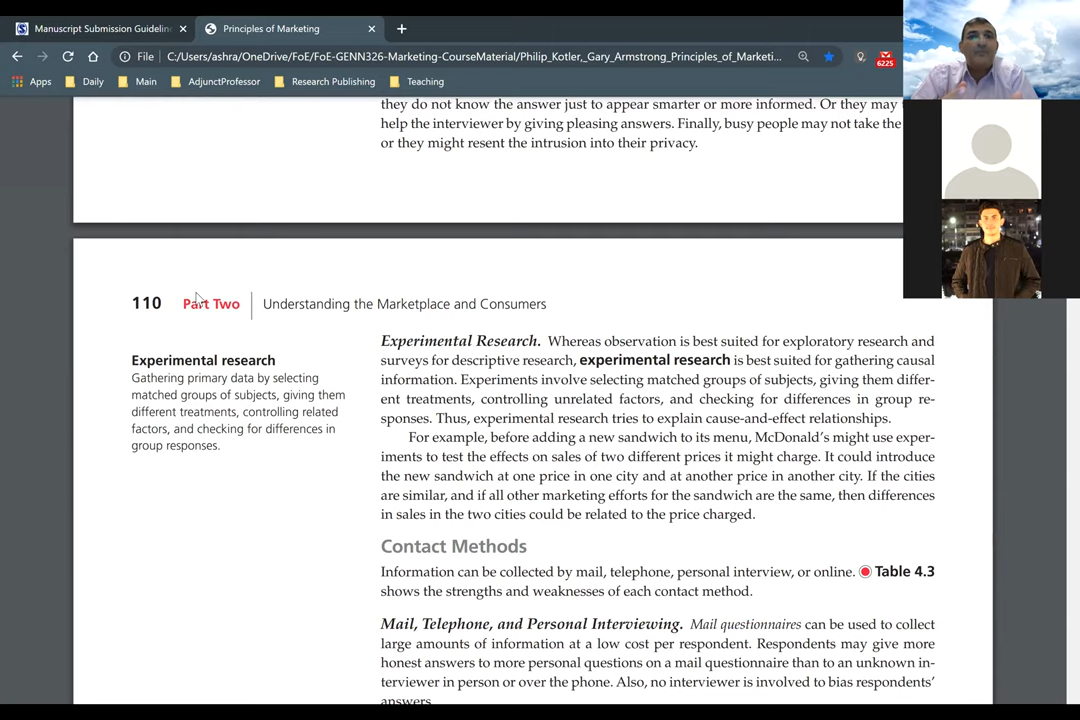 Manuscript Submission Guidelin
Principles of Marketing
File
C:/Users/ashra/OneDrive/FoE/FoE-GENN326-Marketing-CourseMaterial/Philip_Kotler,_Gary_Armstrong_Principles_of_Marketi...
6225
Apps
Daily
Main
AdjunctProfessor
Research Publishing
Teaching
they do not know the answer just to appear smarter or more informed. Or they may
help the interviewer by giving pleasing answers. Finally, busy people may not take the
or they might resent the intrusion into their privacy.
110 Part Two Understanding the Marketplace and Consumers
Experimental research
Gathering primary data by selecting
matched groups of subjects, giving them
different treatments, controlling related
factors, and checking for differences in
group responses.
Experimental Research. Whereas observation is best suited for exploratory research and
surveys for descriptive research, experimental research is best suited for gathering causal
information. Experiments involve selecting matched groups of subjects, giving them differ-
ent treatments, controlling unrelated factors, and checking for differences in group re-
sponses. Thus, experimental research tries to explain cause-and-effect relationships.
For example, before adding a new sandwich to its menu, McDonald's might use exper-
iments to test the effects on sales of two different prices it might charge. It could introduce
the new sandwich at one price in one city and at another price in another city. If the cities
are similar, and if all other marketing efforts for the sandwich are the same, then differences
in sales in the two cities could be related to the price charged.
Contact Methods
Information can be collected by mail, telephone, personal interview, or online. Table 4.3
shows the strengths and weaknesses of each contact method.
Mail, Telephone, and Personal Interviewing. Mail questionnaires can be used to collect
large amounts of information at a low cost per respondent. Respondents may give more
honest answers to more personal questions on a mail questionnaire than to an unknown in-
terviewer in person or over the phone. Also, no interviewer is involved to bias respondents'
answers.